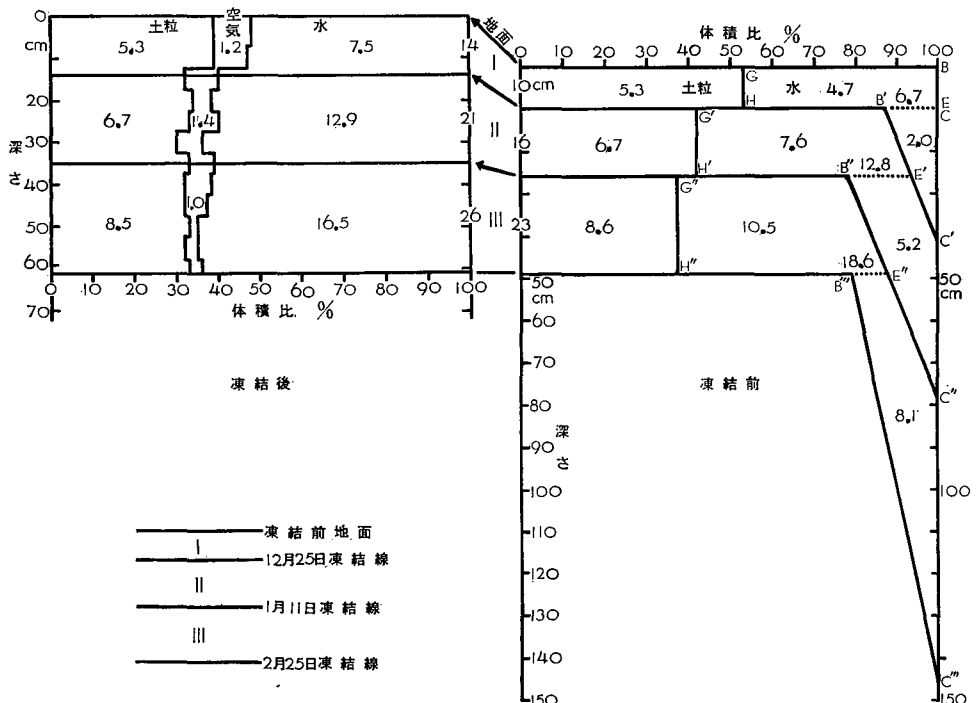 0
cm
20
30
深さ
40
50
60
70
土粒
空気
水
5.3
1.2
7.5
6.7
1.4
12.9
8.5
1.0
16.5
0 10 20 30 40 50 60 70 80 90 100
体積比 %
凍結後
地面
14
I
21
II
26
III
10cm
16
23
体積比 %
0 10 20 30 40 50 60 70 80 90 100
5.3
土粒
水
4.7
6.7
G
H
B
B'
E
C
G'
H'
6.7
7.6
2.0
12.8
B''
E'
C'
G''
H''
8.6
10.5
5.2
18.6
B'''
E''
C''
8.1
C'''
50
cm
60
70
80
90
100
110
120
130
140
150
深さ
50
cm
100
150
凍結前
凍結前地面
I
12月25日凍結線
II
1月11日凍結線
III
2月25日凍結線